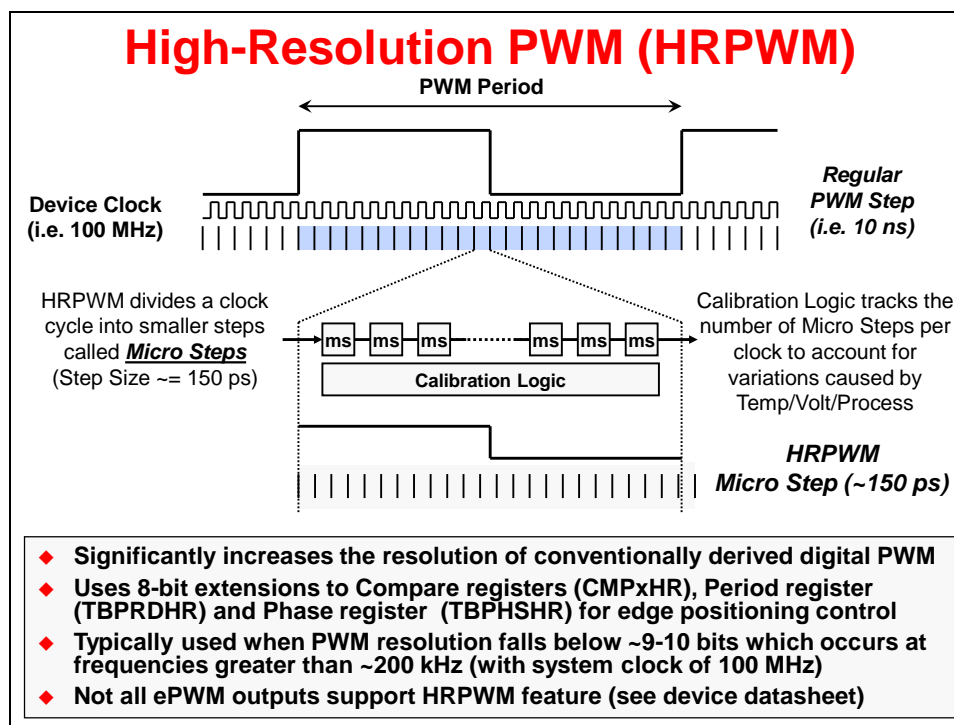 High-Resolution PWM (HRPWM)
PWM Period
Device Clock
(i.e. 100 MHz)
Regular
PWM Step
(i.e. 10 ns)
HRPWM divides a clock
cycle into smaller steps
called Micro Steps
(Step Size ~= 150 ps)
ms ms ms ms ms ms
Calibration Logic
Calibration Logic tracks the
number of Micro Steps per
clock to account for
variations caused by
Temp/Volt/Process
HRPWM
Micro Step (~150 ps)
Significantly increases the resolution of conventionally derived digital PWM
Uses 8-bit extensions to Compare registers (CMPxHR), Period register
(TBPRDHR) and Phase register (TBPHSHR) for edge positioning control
Typically used when PWM resolution falls below ~9-10 bits which occurs at
frequencies greater than ~200 kHz (with system clock of 100 MHz)
Not all ePWM outputs support HRPWM feature (see device datasheet)